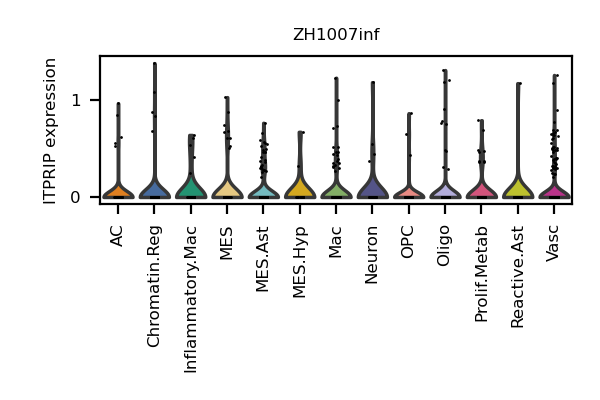 ZH1007inf
ITPRIP expression
1
0
AC
Chromatin.Reg
Inflammatory.Mac
MES
MES.Ast
MES.Hyp
Mac
Neuron
OPC
Oligo
Prolif.Metab
Reactive.Ast
Vasc